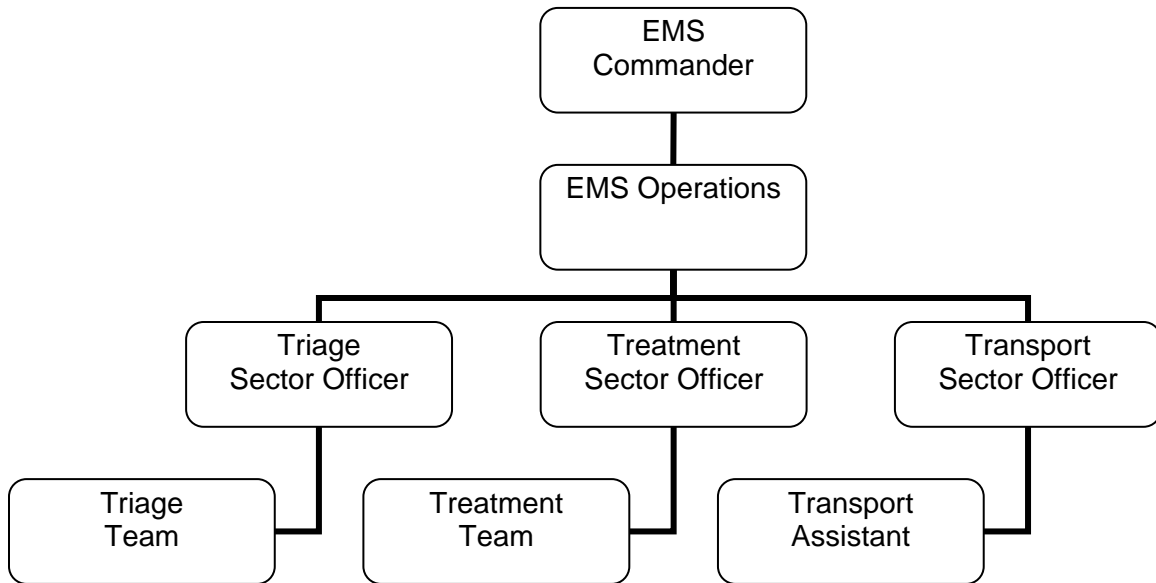 EMS
Commander
EMS Operations
Triage
Sector Officer
Treatment
Sector Officer
Transport
Sector Officer
Triage
Team
Treatment
Team
Transport
Assistant